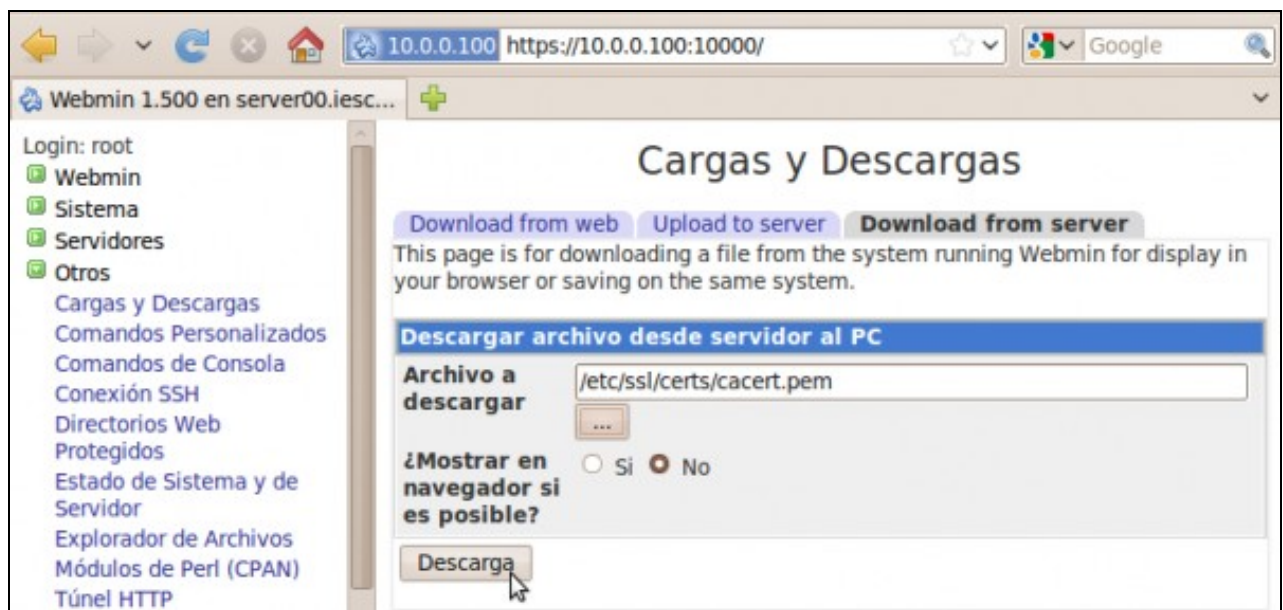 10.0.0.100 https://10.0.0.100:10000/
Google
Webmin 1.500 en server00.iesc...
Login: root
Webmin
Sistema
Servidores
Otros
Cargas y Descargas
Comandos Personalizados
Comandos de Consola
Conexión SSH
Directorios Web
Protegidos
Estado de Sistema y de
Servidor
Explorador de Archivos
Módulos de Perl (CPAN)
Túnel HTTP
Cargas y Descargas
Download from web Upload to server Download from server
This page is for downloading a file from the system running Webmin for display in
your browser or saving on the same system.
Descargar archivo desde servidor al PC
Archivo a
descargar
/etc/ssl/certs/cacert.pem
...
¿Mostrar en
navegador si
es posible?
Si No
Descarga